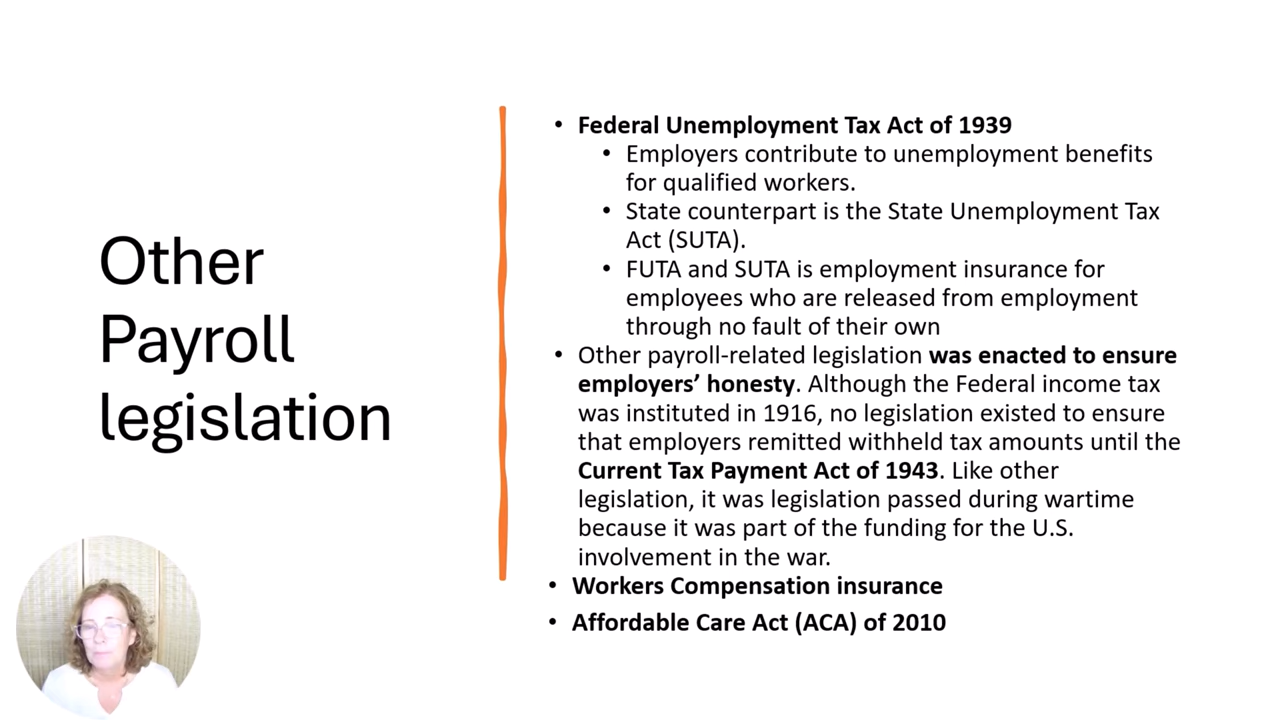 Other
Payroll
legislation
• Federal Unemployment Tax Act of 1939
• Employers contribute to unemployment benefits
for qualified workers.
• State counterpart is the State Unemployment Tax
Act (SUTA).
• FUTA and SUTA is employment insurance for
employees who are released from employment
through no fault of their own
• Other payroll-related legislation was enacted to ensure
employers’ honesty. Although the Federal income tax
was instituted in 1916, no legislation existed to ensure
that employers remitted withheld tax amounts until the
Current Tax Payment Act of 1943. Like other
legislation, it was legislation passed during wartime
because it was part of the funding for the U.S.
involvement in the war.
• Workers Compensation insurance
• Affordable Care Act (ACA) of 2010